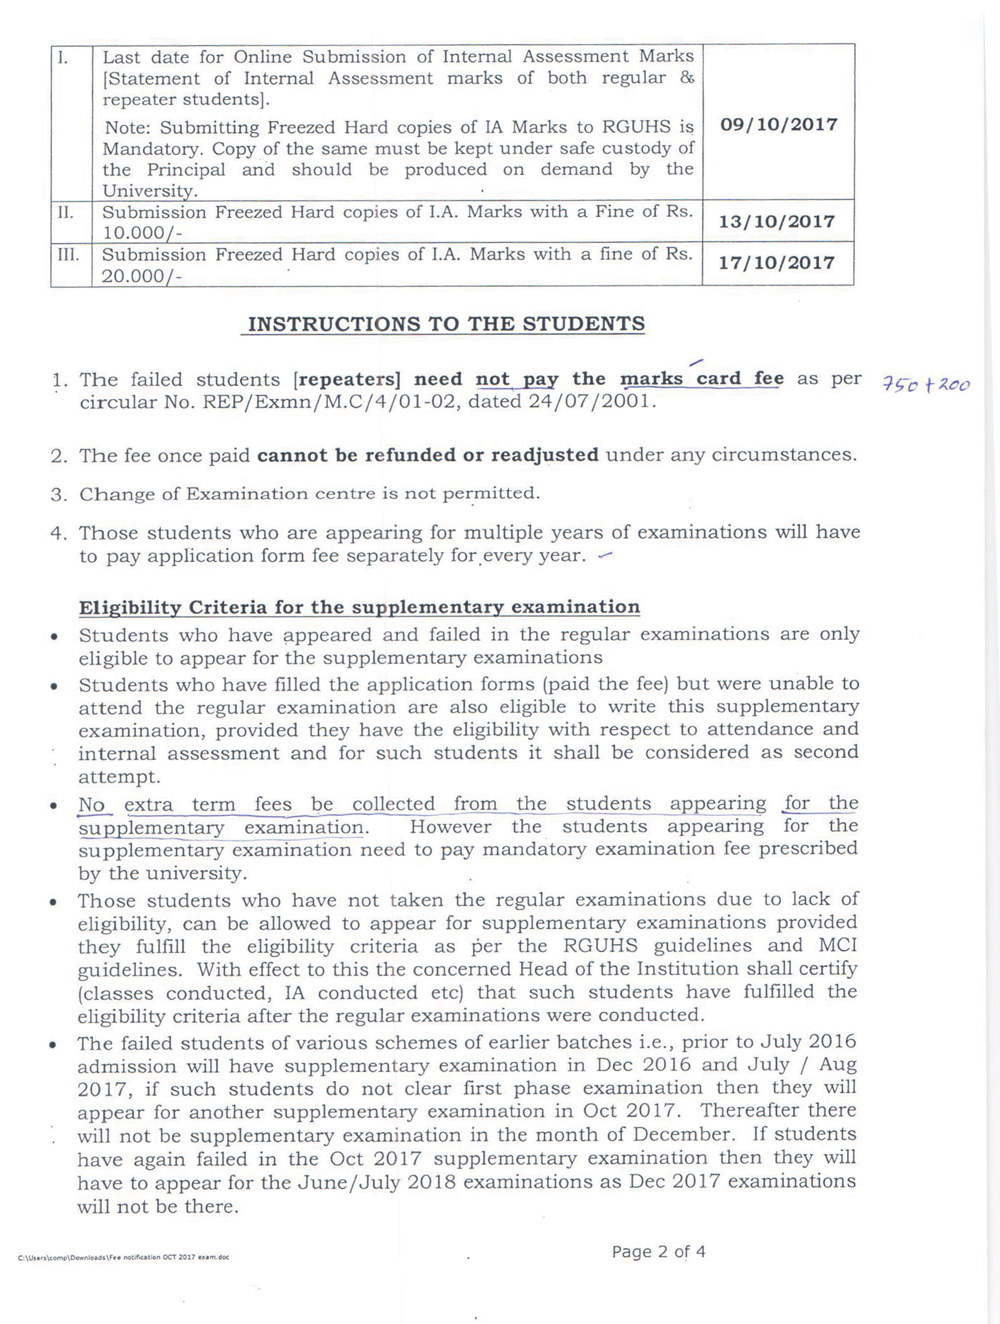 I. Last date for Online Submission of Internal Assessment Marks
[Statement of Internal Assessment marks of both regular &
repeater students].
Note: Submitting Freezed Hard copies of IA Marks to RGUHS is
Mandatory. Copy of the same must be kept under safe custody of
the Principal and should be produced on demand by the
University.
09/10/2017
II. Submission Freezed Hard copies of I.A. Marks with a Fine of Rs.
10.000/-
13/10/2017
III. Submission Freezed Hard copies of I.A. Marks with a fine of Rs.
20.000/-
17/10/2017
INSTRUCTIONS TO THE STUDENTS
1. The failed students [repeaters] need not pay the marks card fee as per
circular No. REP/Exmn/M.C/4/01-02, dated 24/07/2001.
750+200
2. The fee once paid cannot be refunded or readjusted under any circumstances.
3. Change of Examination centre is not permitted.
4. Those students who are appearing for multiple years of examinations will have
to pay application form fee separately for every year.
Eligibility Criteria for the supplementary examination
• Students who have appeared and failed in the regular examinations are only
eligible to appear for the supplementary examinations
• Students who have filled the application forms (paid the fee) but were unable to
attend the regular examination are also eligible to write this supplementary
examination, provided they have the eligibility with respect to attendance and
internal assessment and for such students it shall be considered as second
attempt.
• No extra term fees be collected from the students appearing for the
supplementary examination. However the students appearing for the
supplementary examination need to pay mandatory examination fee prescribed
by the university.
• Those students who have not taken the regular examinations due to lack of
eligibility, can be allowed to appear for supplementary examinations provided
they fulfill the eligibility criteria as per the RGUHS guidelines and MCI
guidelines. With effect to this the concerned Head of the Institution shall certify
(classes conducted, IA conducted etc) that such students have fulfilled the
eligibility criteria after the regular examinations were conducted.
• The failed students of various schemes of earlier batches i.e., prior to July 2016
admission will have supplementary examination in Dec 2016 and July / Aug
2017, if such students do not clear first phase examination then they will
appear for another supplementary examination in Oct 2017. Thereafter there
will not be supplementary examination in the month of December. If students
have again failed in the Oct 2017 supplementary examination then they will
have to appear for the June/July 2018 examinations as Dec 2017 examinations
will not be there.
C:\Users\comp\Downloads\Fee notification OCT 2017 exam.doc
Page 2 of 4